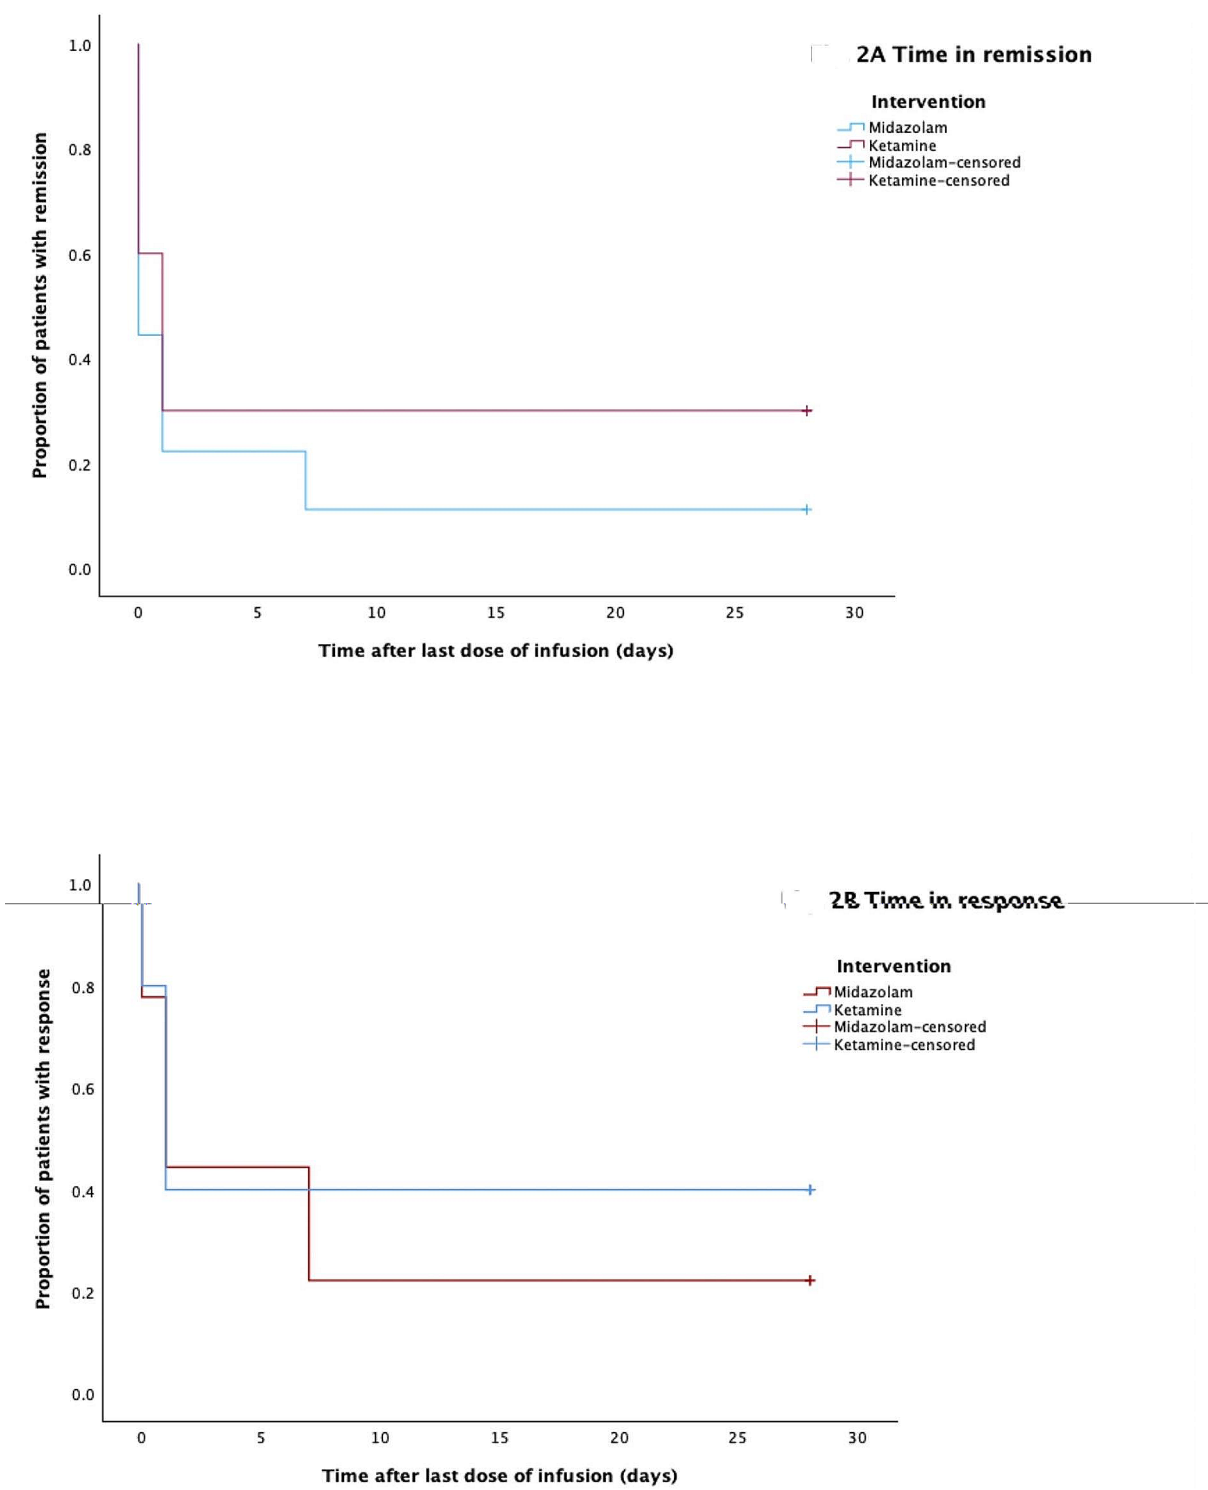 2A Time in remission
Intervention
Midazolam
Ketamine
Midazolam-censored
Ketamine-censored
Proportion of patients with remission
1.0
0.8
0.6
0.4
0.2
0.0
0 5 10 15 20 25 30
Time after last dose of infusion (days)
2B Time in response
Intervention
Midazolam
Ketamine
Midazolam-censored
Ketamine-censored
Proportion of patients with response
1.0
0.8
0.6
0.4
0.2
0.0
0 5 10 15 20 25 30
Time after last dose of infusion (days)